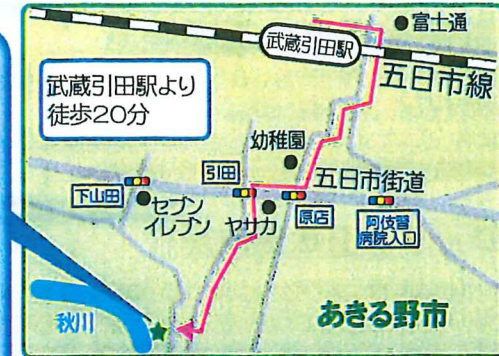 富士通
武蔵引田駅
五日市線
武蔵引田駅より
徒歩20分
幼稚園
引田
五日市街道
下山田
セブン
イレブン
ヤサカ
原店
阿伎留
病院入口
秋川
あきる野市